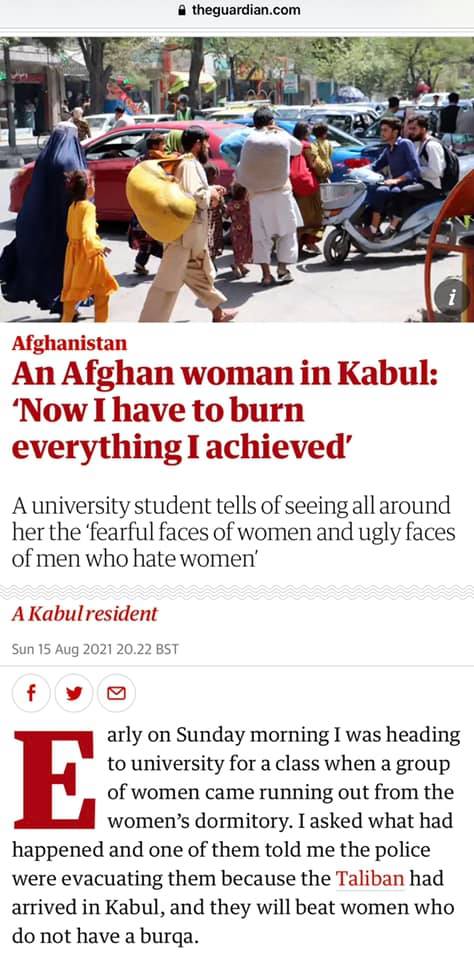 theguardian.com
i
Afghanistan
An Afghan woman in Kabul:
‘Now I have to burn
everything I achieved’
A university student tells of seeing all around
her the ‘fearful faces of women and ugly faces
of men who hate women’
A Kabul resident
Sun 15 Aug 2021 20.22 BST
Early on Sunday morning I was heading
to university for a class when a group
of women came running out from the
women’s dormitory. I asked what had
happened and one of them told me the police
were evacuating them because the Taliban had
arrived in Kabul, and they will beat women who
do not have a burqa.